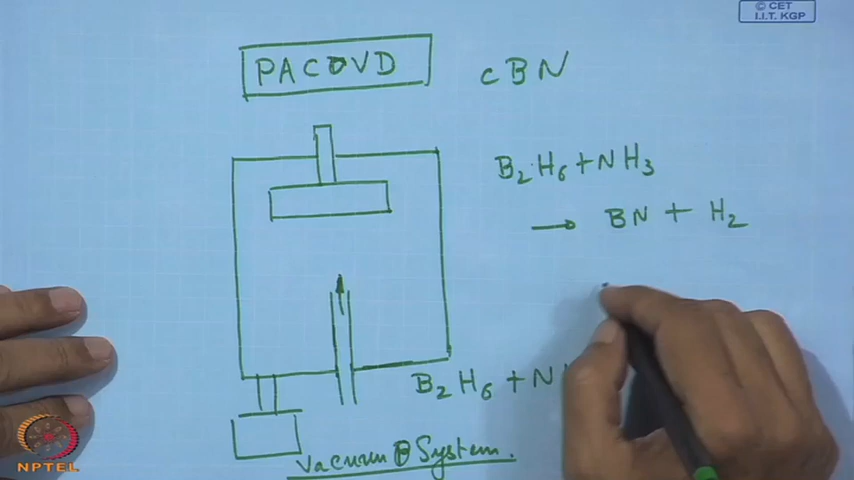 © CET
I.I.T. KGP
PACVD
cBN
B2H6+NH3
→ BN + H2
B2H6 + N
Vacuum System.
NPTEL